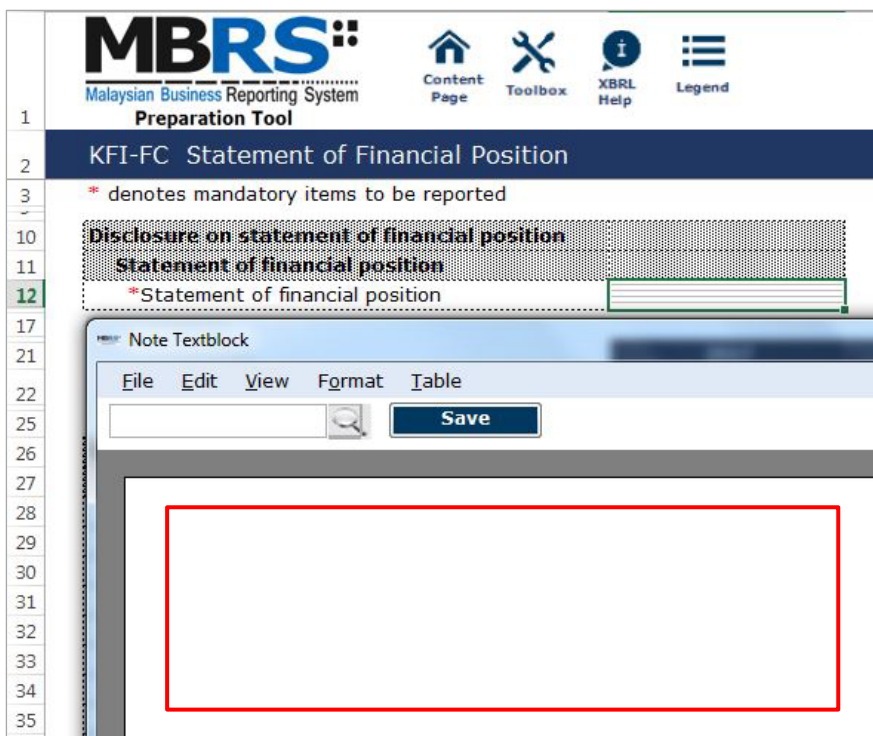 MBRS
Malaysian Business Reporting System
Preparation Tool
Content Page
Toolbox
XBRL Help
Legend
1
2 KFI-FC Statement of Financial Position
3 * denotes mandatory items to be reported
10 Disclosure on statement of financial position
11 Statement of financial position
12 *Statement of financial position
17
Note Textblock
21
File Edit View Format Table
22
Save
25
26
27
28
29
30
31
32
33
34
35